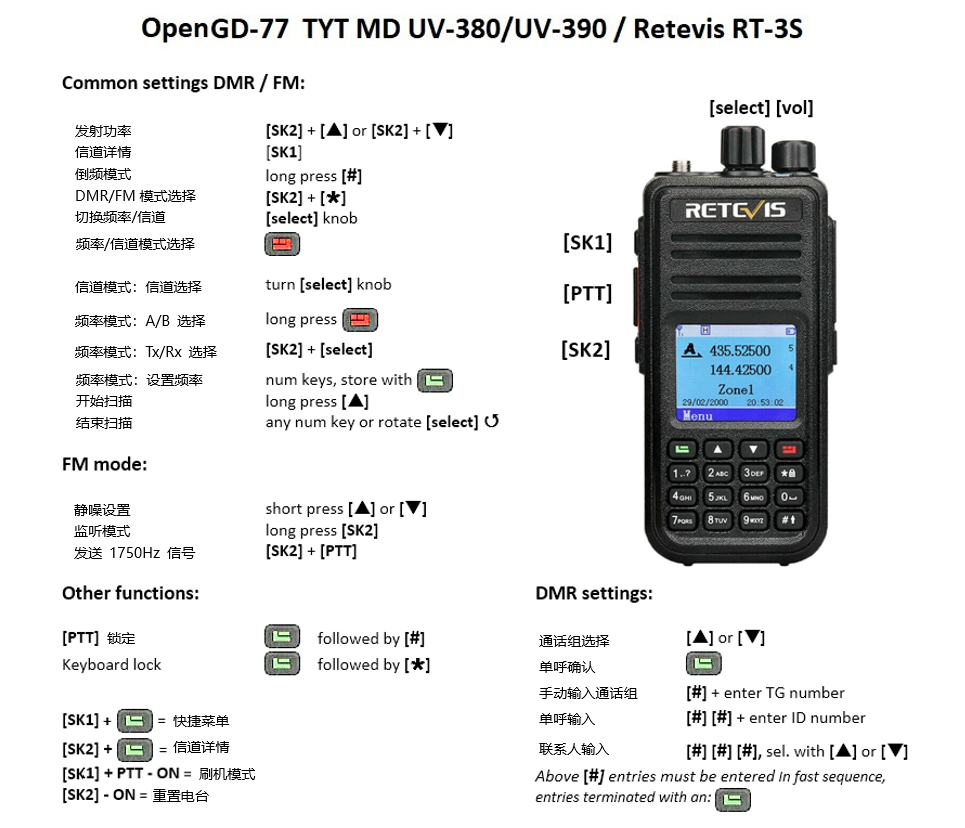 OpenGD-77 TYT MD UV-380/UV-390 / Retevis RT-3S
Common settings DMR / FM:
发射功率 [SK2] + [▲] or [SK2] + [▼]
信道详情 [SK1]
倒频模式 long press [#]
DMR/FM 模式选择 [SK2] + [★]
切换频率/信道 [select] knob
频率/信道模式选择
信道模式：信道选择 turn [select] knob
频率模式：A/B 选择 long press
频率模式：Tx/Rx 选择 [SK2] + [select]
频率模式：设置频率 num keys, store with
开始扫描 long press [▲]
结束扫描 any num key or rotate [select] ↺
FM mode:
静噪设置 short press [▲] or [▼]
监听模式 long press [SK2]
发送 1750Hz 信号 [SK2] + [PTT]
Other functions:
[PTT] 锁定 followed by [#]
Keyboard lock followed by [★]
[SK1] + = 快捷菜单
[SK2] + = 信道详情
[SK1] + PTT - ON = 刷机模式
[SK2] - ON = 重置电台
[select] [vol]
RETEVIS
[SK1]
[PTT]
[SK2]
H
A 435.52500 5
144.42500 4
Zone1
29/02/2000 20:53:02
Menu
▲ ▼
1..? 2ABC 3DEF ★
4GHI 5JKL 6MNO 0
7PQRS 8TUV 9WXYZ #⬆
DMR settings:
通话组选择 [▲] or [▼]
单呼确认
手动输入通话组 [#] + enter TG number
单呼输入 [#] [#] + enter ID number
联系人输入 [#] [#] [#], sel. with [▲] or [▼]
Above [#] entries must be entered in fast sequence,
entries terminated with an: